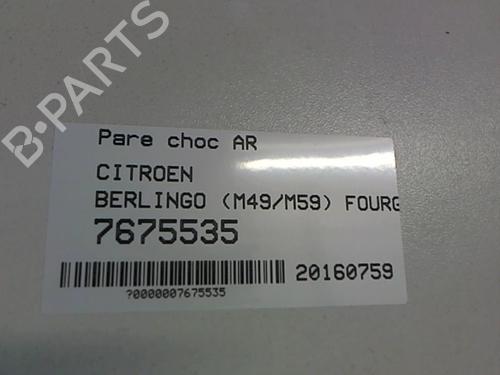 B-PARTS
Pare choc AR
CITROEN
BERLINGO (M49/M59) FOURG
7675535
20160759
?0000007675535